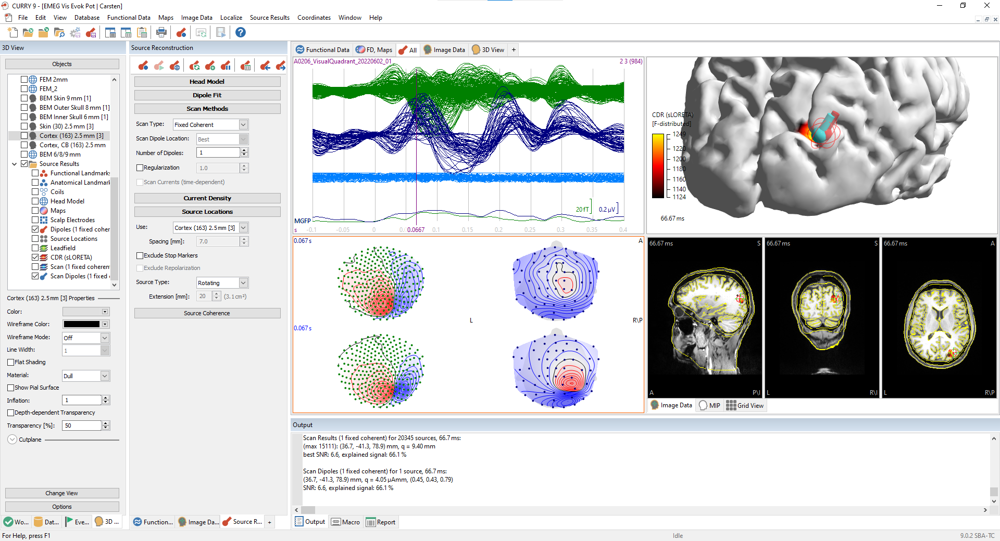 CURRY 9 - [EMEG Vis Evok Pot | Carsten]
File Edit View Database Functional Data Maps Image Data Localize Source Results Coordinates Window Help
3D View
Objects
FEM 2mm
FEM_2
BEM Skin 9 mm [1]
BEM Outer Skull 8 mm [1]
BEM Inner Skull 6 mm [1]
Skin (30) 2.5 mm [3]
Cortex (163) 2.5 mm [3]
Cortex, CB (163) 2.5 mm
BEM 6/8/9 mm
Source Results
Functional Landmarks
Anatomical Landmark
Coils
Head Model
Maps
Scalp Electrodes
Dipoles (1 fixed coher
Source Locations
Leadfield
CDR (sLORETA)
Scan (1 fixed coheren
Scan Dipoles (1 fixed
Cortex (163) 2.5 mm [3] Properties
Color:
Wireframe Color:
Wireframe Mode: Off
Line Width: 1
Flat Shading
Material: Dull
Show Pial Surface
Inflation: 1
Depth-dependent Transparency
Transparency [%]: 50
Cutplane
Change View
Options
Wo... Dat... Eve... 3D ...
Source Reconstruction
Head Model
Dipole Fit
Scan Methods
Scan Type: Fixed Coherent
Scan Dipole Location: Best
Number of Dipoles: 1
Regularization 1.0
Scan Currents (time-dependent)
Current Density
Source Locations
Use: Cortex (163) 2.5 mm [3]
Spacing [mm]: 7.0
Exclude Stop Markers
Exclude Repolarization
Source Type: Rotating
Extension [mm]: 20 (3.1 cm²)
Source Coherence
Function... Image Da... Source R... +
Functional Data FD, Maps All Image Data 3D View +
A0206_VisualQuadrant_20220602_01 2 3 (984)
20 fT 0.2 µV
MGFP
s -0.1 -0.05 0 0.0667 0.1 0.15 0.2 0.25 0.3 0.35 0.4
CDR (sLORETA)
[F-distributed]
1249
1220
1200
1180
1160
1140
1124
66.67 ms
0.067 s A
L R\P
0.067 s
66.67 ms S 66.67 ms S 66.67 ms A
A P\I L R\I L R\P
Image Data MIP Grid View
Output
Scan Results (1 fixed coherent) for 20345 sources, 66.7 ms:
(max 15111): (36.7, -41.3, 78.9) mm, q = 9.40 mm
best SNR: 6.6, explained signal: 66.1 %
Scan Dipoles (1 fixed coherent) for 1 source, 66.7 ms:
(36.7, -41.3, 78.9) mm, q = 4.05 µAmm, (0.45, 0.43, 0.79)
SNR: 6.6, explained signal: 66.1 %
Output Macro Report
For Help, press F1 Idle 9.0.2 SBA-TC